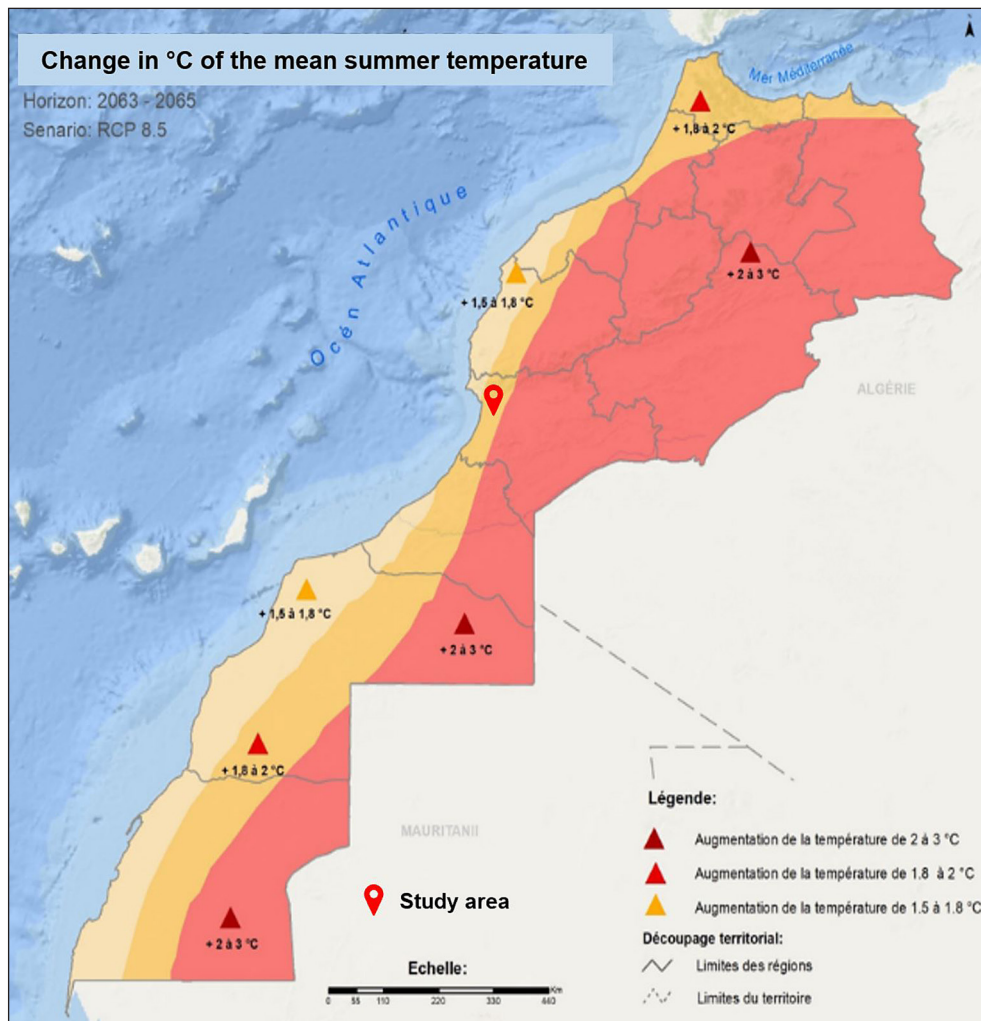 Change in °C of the mean summer temperature
Horizon: 2063 - 2065
Senario: RCP 8.5
Mer Méditerranée
+ 1,8 à 2 °C
Océn Atlantique
+ 2 à 3 °C
+ 1,5 à 1,8 °C
ALGÉRIE
+ 1,5 à 1,8 °C
+ 2 à 3 °C
+ 1,8 à 2 °C
Légende:
MAURITANII
Augmentation de la température de 2 à 3 °C
Augmentation de la température de 1.8 à 2 °C
Study area
Augmentation de la température de 1.5 à 1.8 °C
+ 2 à 3 °C
Découpage territorial:
Echelle:
Limites des régions
Km
0 55 110 220 330 440
Limites du territoire